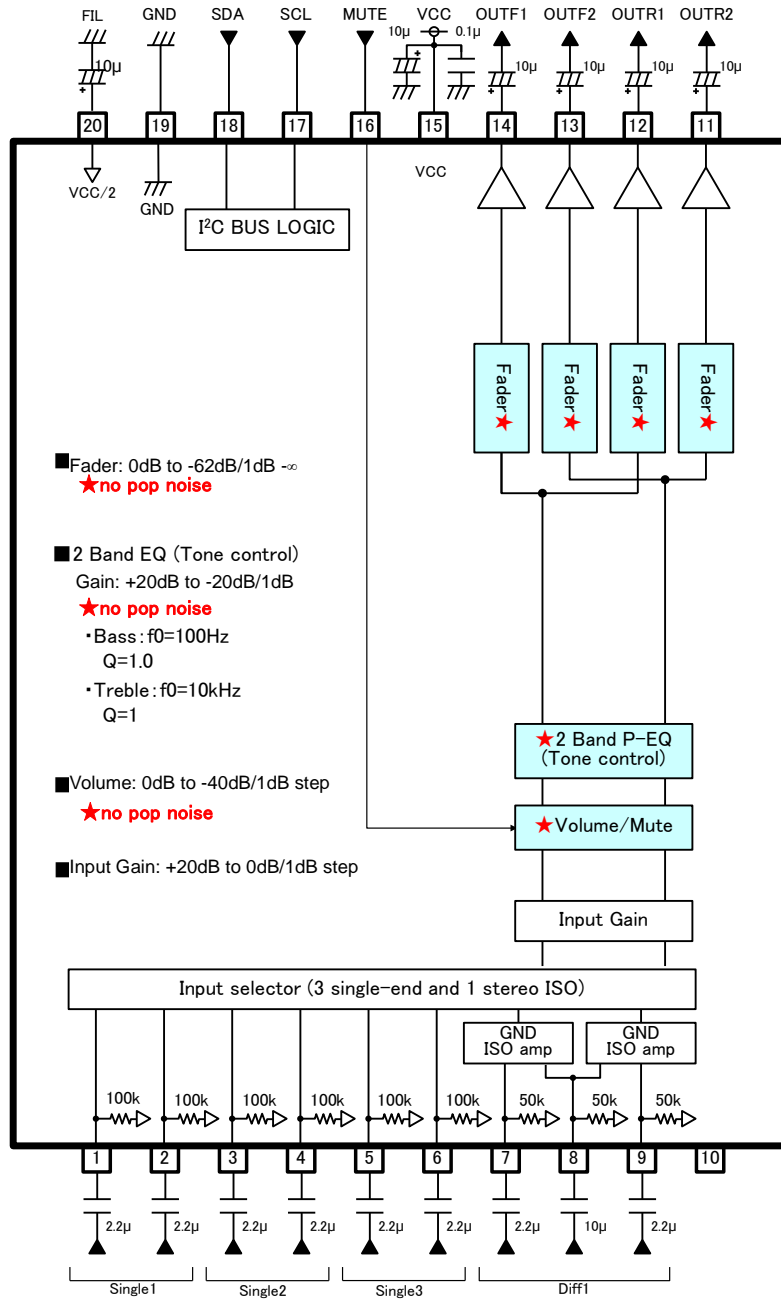 FIL GND SDA SCL MUTE VCC OUTF1 OUTF2 OUTR1 OUTR2
10μ 10μ 0.1μ 10μ 10μ 10μ 10μ
+ + + + + +
20 19 18 17 16 15 14 13 12 11
VCC/2 GND VCC
I²C BUS LOGIC
Fader★ Fader★ Fader★ Fader★
■Fader: 0dB to -62dB/1dB -∞
★no pop noise
■2 Band EQ (Tone control)
Gain: +20dB to -20dB/1dB
★no pop noise
・Bass:f0=100Hz
Q=1.0
・Treble:f0=10kHz
Q=1
★2 Band P-EQ
(Tone control)
■Volume: 0dB to -40dB/1dB step
★no pop noise
★Volume/Mute
■Input Gain: +20dB to 0dB/1dB step
Input Gain
Input selector (3 single-end and 1 stereo ISO)
GND
ISO amp
GND
ISO amp
100k 100k 100k 100k 100k 100k 50k 50k 50k
1 2 3 4 5 6 7 8 9 10
2.2μ 2.2μ 2.2μ 2.2μ 2.2μ 2.2μ 2.2μ 10μ 2.2μ
Single1 Single2 Single3 Diff1